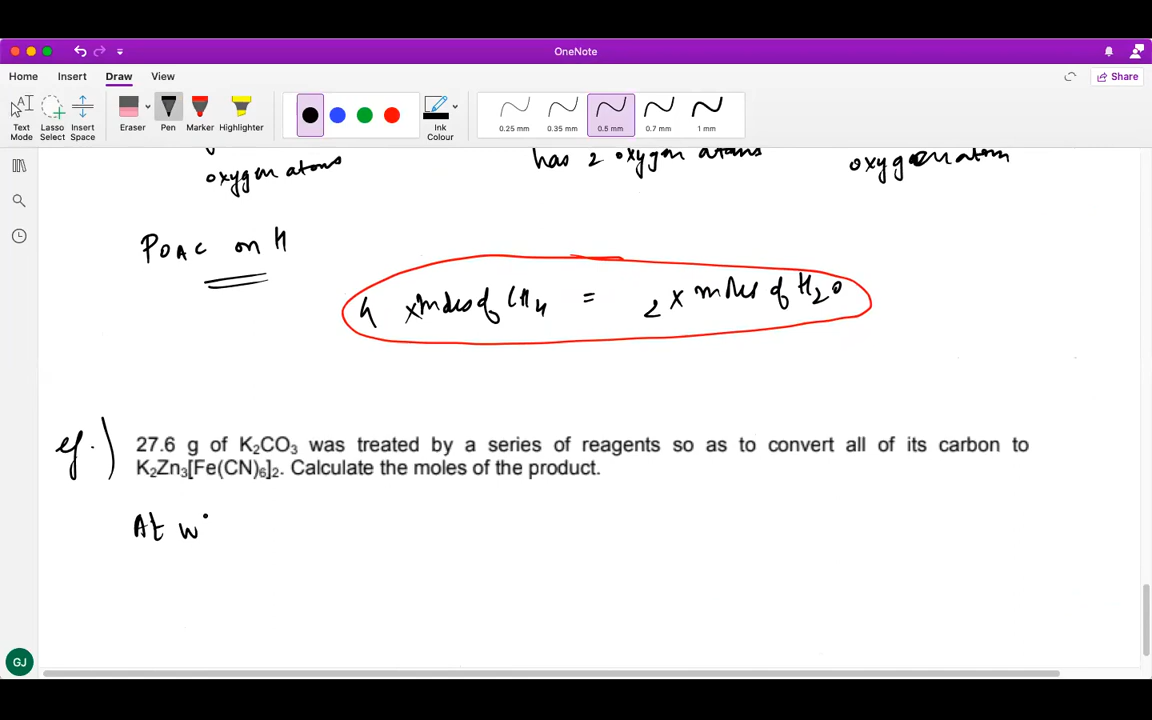 OneNote
Home Insert Draw View
Share
Text Mode
Lasso Select
Insert Space
Eraser
Pen
Marker
Highlighter
Ink Colour
0.25 mm
0.35 mm
0.5 mm
0.7 mm
1 mm
oxygen atoms
has 2 oxygen atoms
oxygen atom
POAC on H
4 x moles of CH4 = 2 x moles of H2O
eg.) 27.6 g of K2CO3 was treated by a series of reagents so as to convert all of its carbon to
K2Zn3[Fe(CN)6]2. Calculate the moles of the product.
At w
GJ